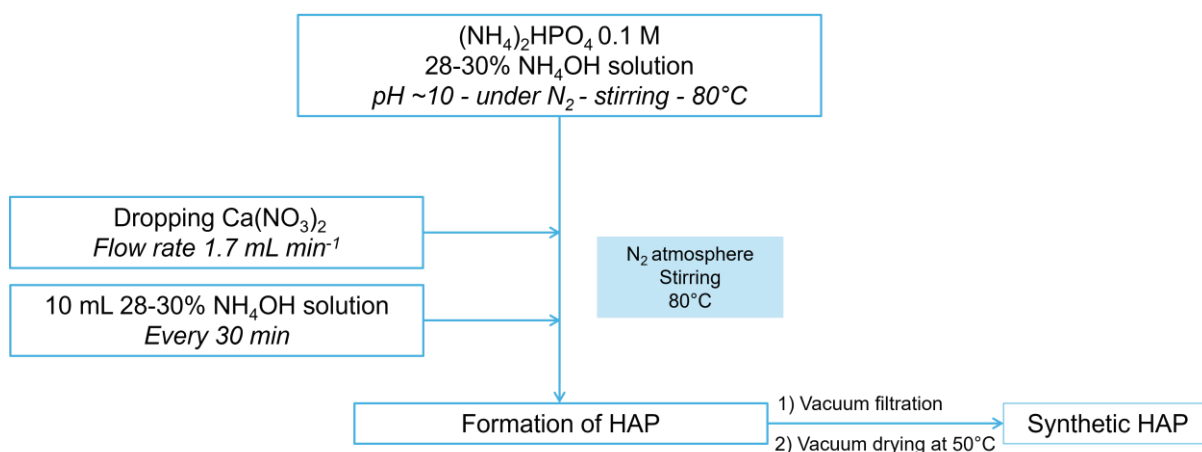 (NH₄)₂HPO₄ 0.1 M
28-30% NH₄OH solution
pH ~10 - under N₂ - stirring - 80°C
Dropping Ca(NO₃)₂
Flow rate 1.7 mL min⁻¹
10 mL 28-30% NH₄OH solution
Every 30 min
N₂ atmosphere
Stirring
80°C
Formation of HAP
1) Vacuum filtration
2) Vacuum drying at 50°C
Synthetic HAP